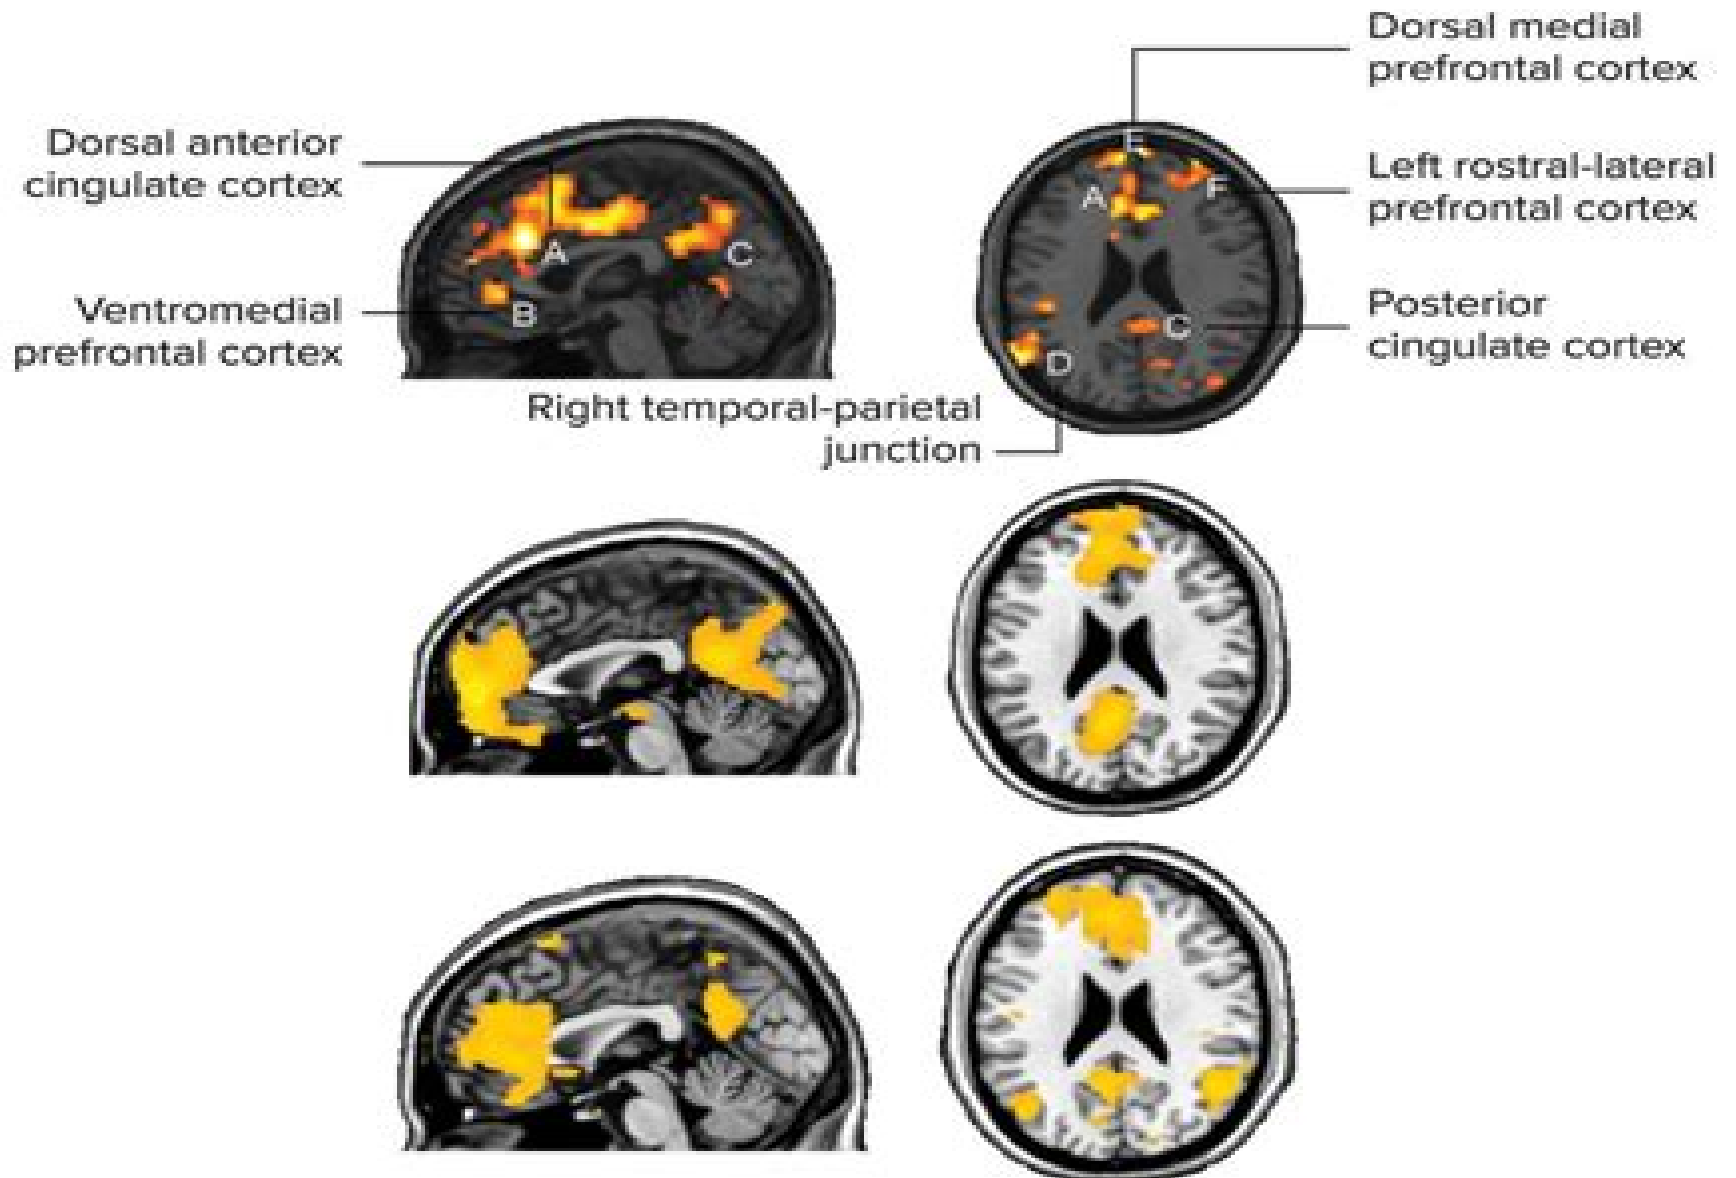 Dorsal medial
prefrontal cortex
Dorsal anterior
cingulate cortex
Left rostral-lateral
prefrontal cortex
Ventromedial
prefrontal cortex
Posterior
cingulate cortex
Right temporal-parietal
junction
A
B
C
E
A
F
C
D